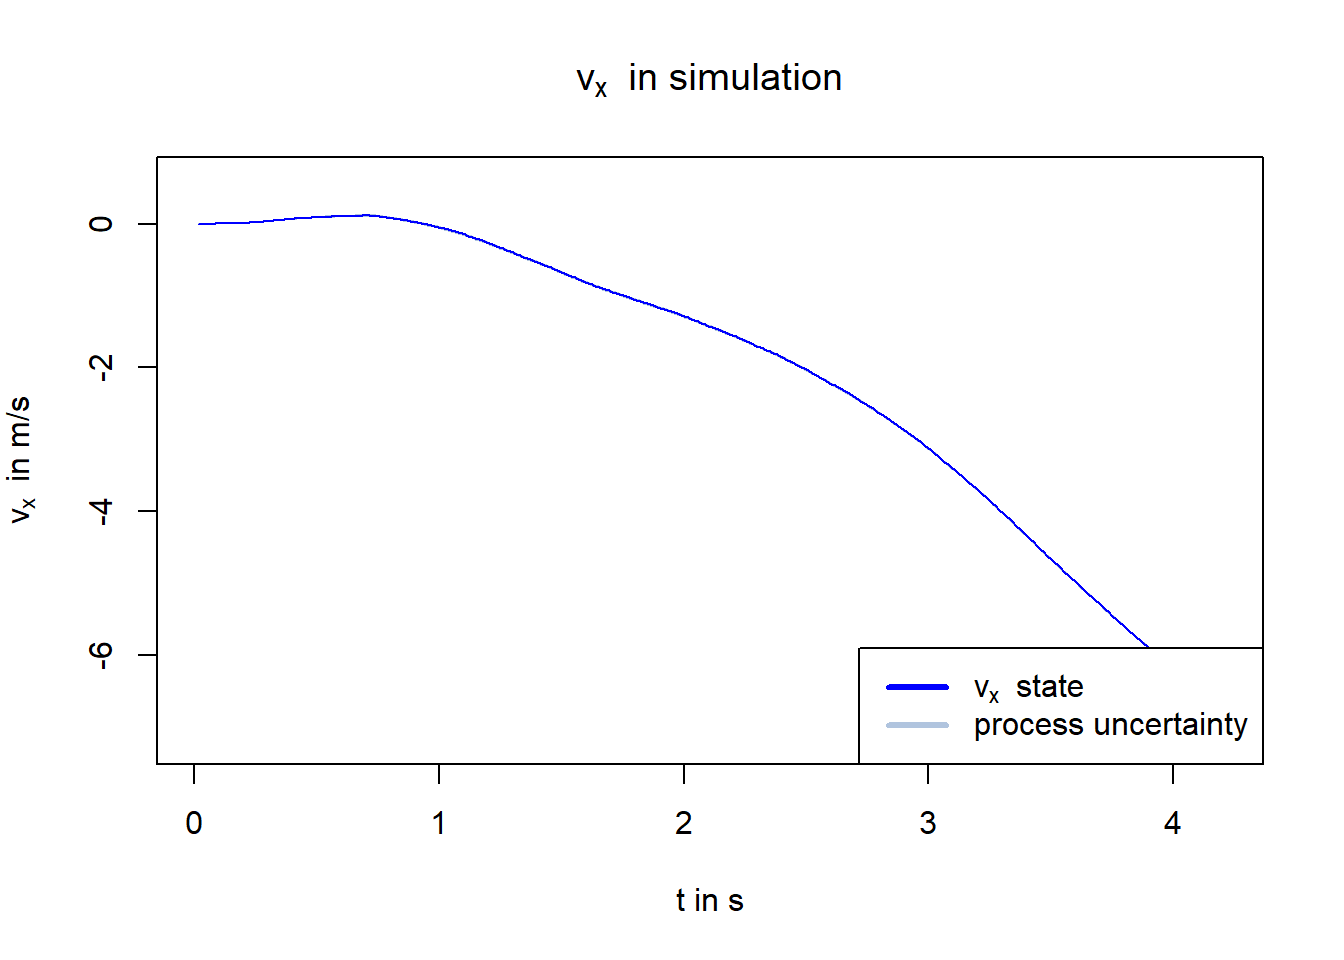 vₓ in simulation
vₓ in m/s
0
-2
-4
-6
vₓ state
process uncertainty
0 1 2 3 4
t in s